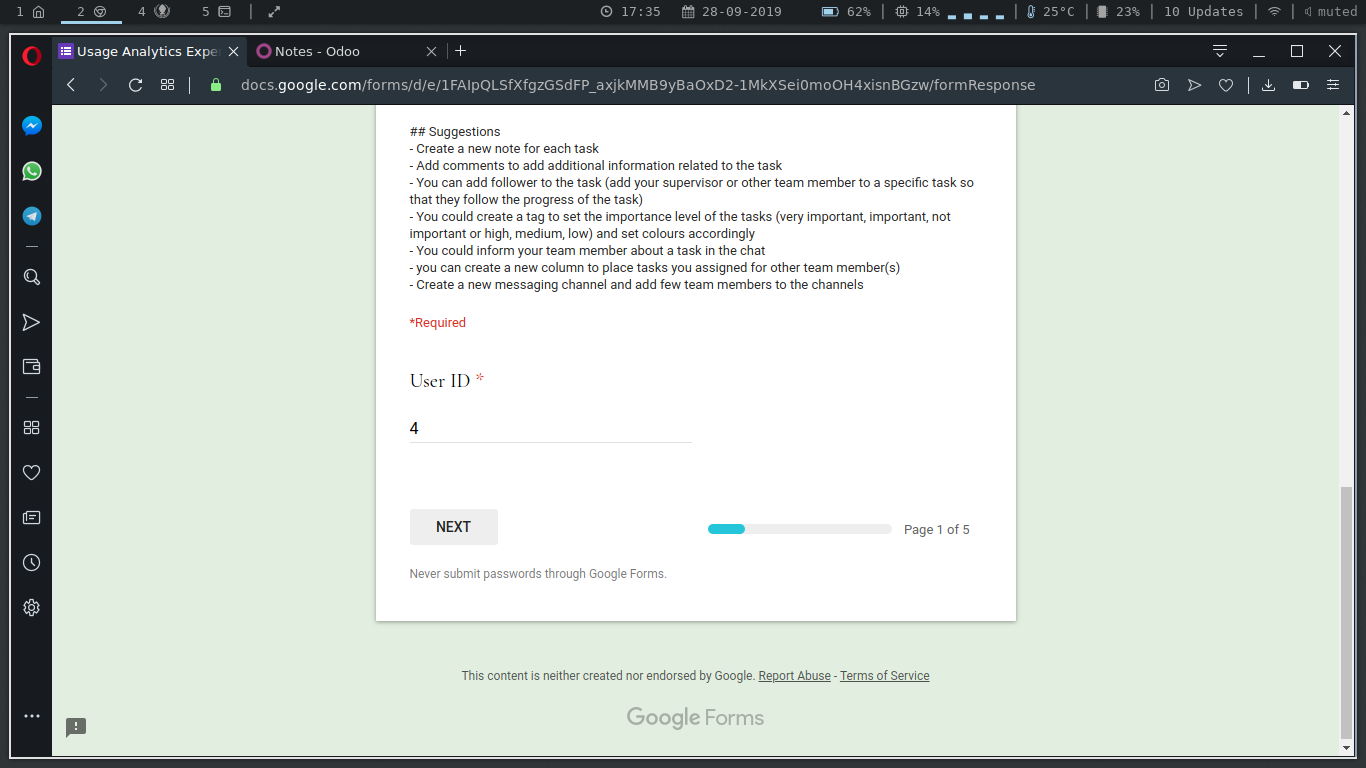 1 2 4 5 17:35 28-09-2019 62% 14% 25°C 23% 10 Updates muted
Usage Analytics Expe Notes - Odoo
docs.google.com/forms/d/e/1FAIpQLSfXfgzGSdFP_axjkMMB9yBaOxD2-1MkXSei0moOH4xisnBGzw/formResponse
## Suggestions
- Create a new note for each task
- Add comments to add additional information related to the task
- You can add follower to the task (add your supervisor or other team member to a specific task so
that they follow the progress of the task)
- You could create a tag to set the importance level of the tasks (very important, important, not
important or high, medium, low) and set colours accordingly
- You could inform your team member about a task in the chat
- you can create a new column to place tasks you assigned for other team member(s)
- Create a new messaging channel and add few team members to the channels
*Required
User ID *
4
NEXT Page 1 of 5
Never submit passwords through Google Forms.
This content is neither created nor endorsed by Google. Report Abuse - Terms of Service
Google Forms